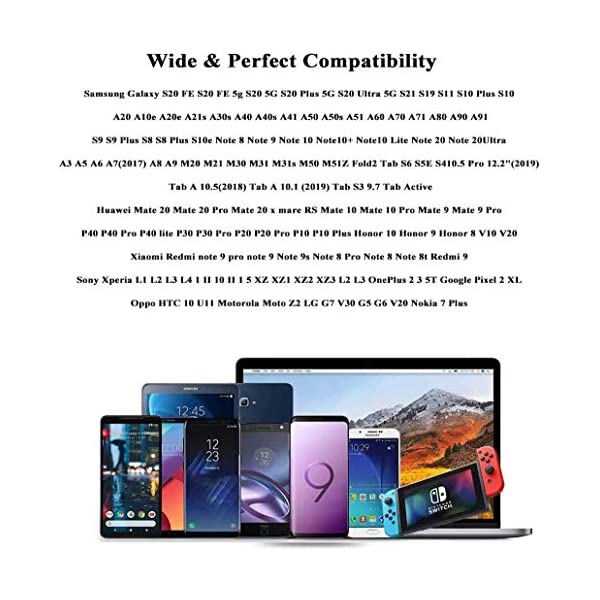 Wide & Perfect Compatibility
Samsung Galaxy S20 FE S20 FE 5g S20 5G S20 Plus 5G S20 Ultra 5G S21 S19 S11 S10 Plus S10
A20 A10e A20e A21s A30s A40 A40s A41 A50 A50s A51 A60 A70 A71 A80 A90 A91
S9 S9 Plus S8 S8 Plus S10e Note 8 Note 9 Note 10 Note10+ Note10 Lite Note 20 Note 20Ultra
A3 A5 A6 A7(2017) A8 A9 M20 M21 M30 M31 M31s M50 M51Z Fold2 Tab S6 S5E S410.5 Pro 12.2"(2019)
Tab A 10.5(2018) Tab A 10.1 (2019) Tab S3 9.7 Tab Active
Huawei Mate 20 Mate 20 Pro Mate 20 x mare RS Mate 10 Mate 10 Pro Mate 9 Mate 9 Pro
P40 P40 Pro P40 lite P30 P30 Pro P20 P20 Pro P10 P10 Plus Honor 10 Honor 9 Honor 8 V10 V20
Xiaomi Redmi note 9 pro note 9 Note 9s Note 8 Pro Note 8 Note 8t Redmi 9
Sony Xperia L1 L2 L3 L4 1 II 10 II 1 5 XZ XZ1 XZ2 XZ3 L2 L3 OnePlus 2 3 5T Google Pixel 2 XL
Oppo HTC 10 U11 Motorola Moto Z2 LG G7 V30 G5 G6 V20 Nokia 7 Plus
SAMSUNG
SAMSUNG
9
NINTENDO
SWITCH